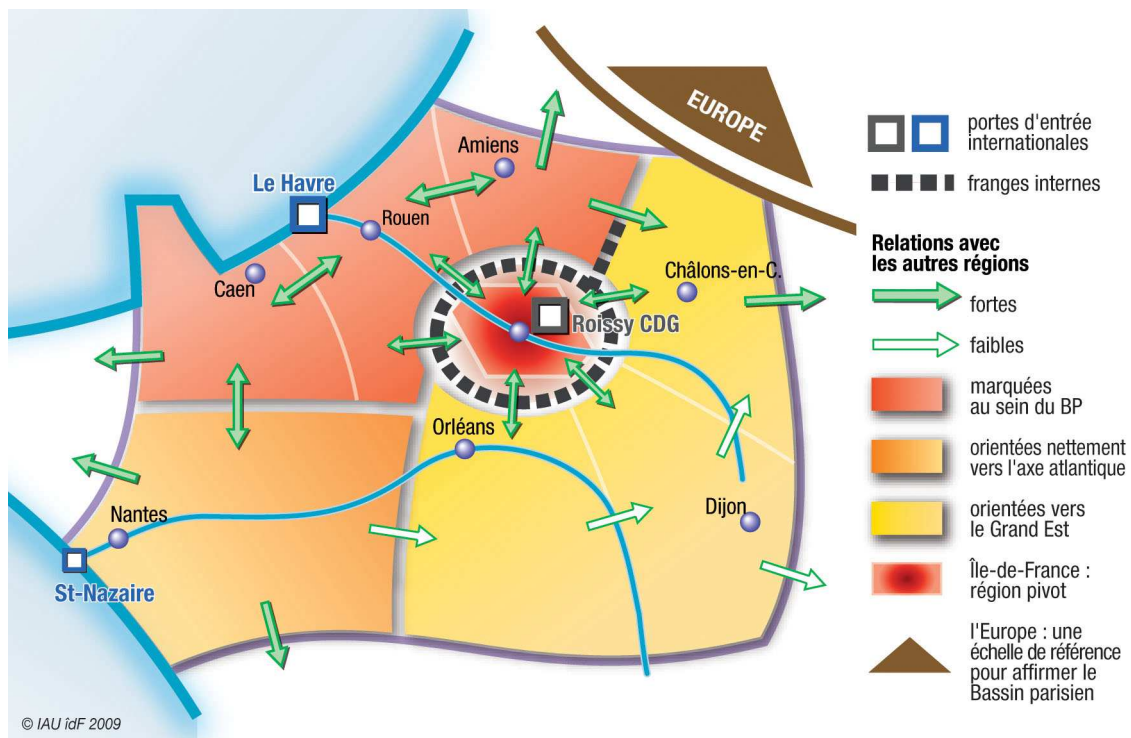 EUROPE
Amiens
Le Havre
Rouen
Caen
Châlons-en-C.
Roissy CDG
Orléans
Nantes
Dijon
St-Nazaire
© IAU îdF 2009
portes d'entrée
internationales
franges internes
Relations avec
les autres régions
fortes
faibles
marquées
au sein du BP
orientées nettement
vers l'axe atlantique
orientées vers
le Grand Est
Île-de-France :
région pivot
l'Europe : une
échelle de référence
pour affirmer le
Bassin parisien